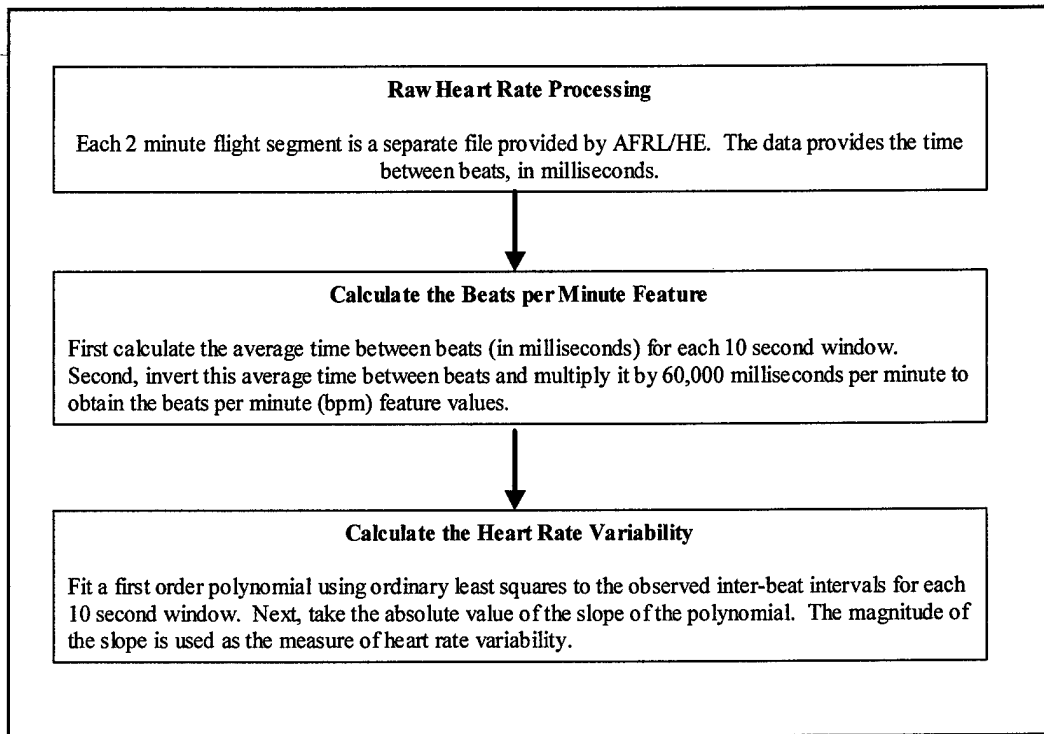 Raw Heart Rate Processing
Each 2 minute flight segment is a separate file provided by AFRL/HE. The data provides the time
between beats, in milliseconds.
Calculate the Beats per Minute Feature
First calculate the average time between beats (in milliseconds) for each 10 second window.
Second, invert this average time between beats and multiply it by 60,000 milliseconds per minute to
obtain the beats per minute (bpm) feature values.
Calculate the Heart Rate Variability
Fit a first order polynomial using ordinary least squares to the observed inter-beat intervals for each
10 second window. Next, take the absolute value of the slope of the polynomial. The magnitude of
the slope is used as the measure of heart rate variability.